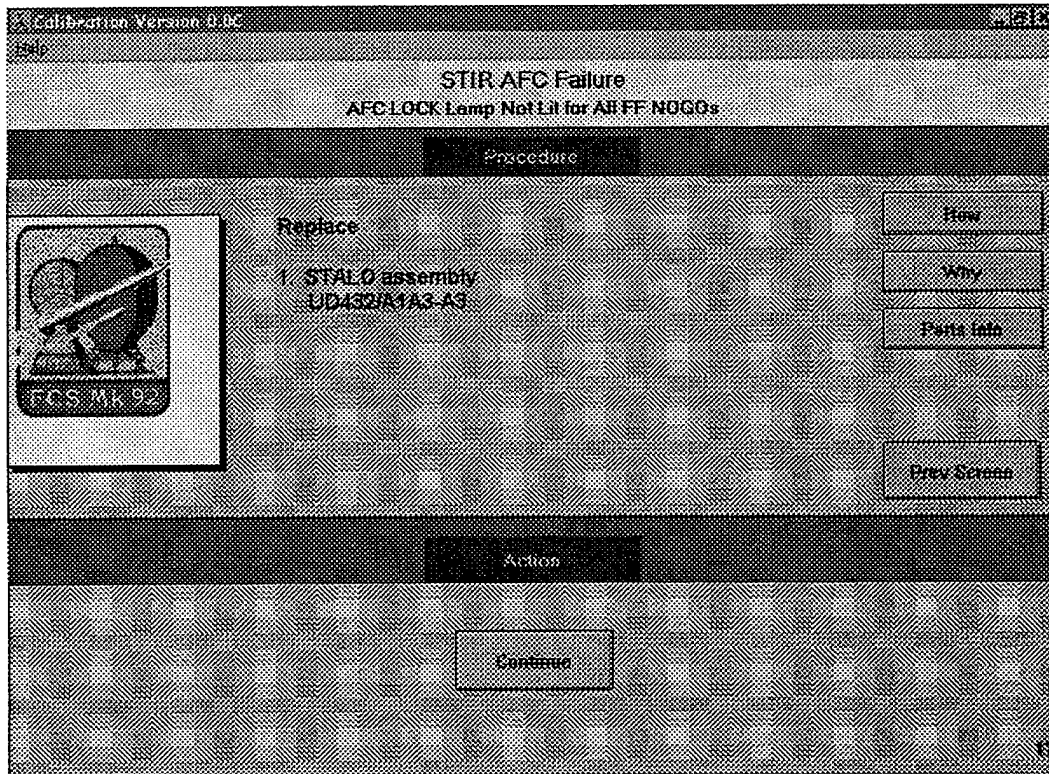 Calibration Version 0.0C
Help
STIR AFC Failure
AFC LOCK Lamp Not Lit for All FF NOGOs
Procedure
Replace
1. STALO assembly
UD432/A1A3-A3
How
Why
Parts Info
FCS Mk 92
Prev Screen
Action
Continue